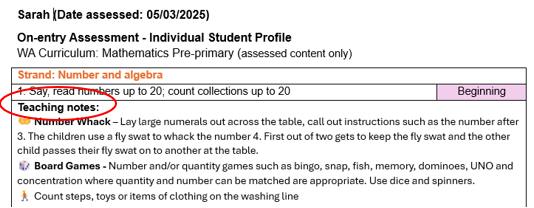 Sarah (Date assessed: 05/03/2025)
On-entry Assessment - Individual Student Profile
WA Curriculum: Mathematics Pre-primary (assessed content only)
Strand: Number and algebra
1. Say, read numbers up to 20; count collections up to 20 Beginning
Teaching notes:
Number Whack – Lay large numerals out across the table, call out instructions such as the number after
3. The children use a fly swat to whack the number 4. First out of two gets to keep the fly swat and the other
child passes their fly swat on to another at the table.
Board Games - Number and/or quantity games such as bingo, snap, fish, memory, dominoes, UNO and
concentration where quantity and number can be matched are appropriate. Use dice and spinners.
Count steps, toys or items of clothing on the washing line